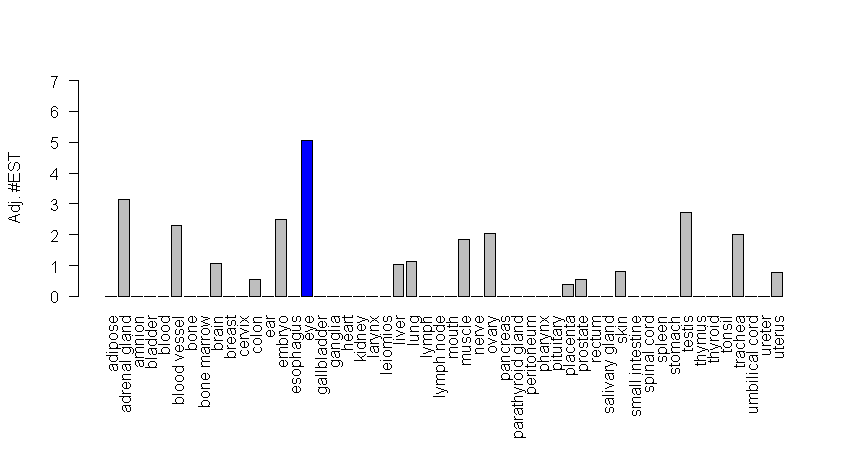 Adj. #EST
7
6
5
4
3
2
1
0
adipose
adrenal gland
amnion
bladder
blood
blood vessel
bone
bone marrow
brain
breast
cervix
colon
ear
embryo
esophagus
eye
gallbladder
ganglia
heart
kidney
larynx
leiomios
liver
lung
lymph
lymph node
mouth
muscle
nerve
ovary
pancreas
parathyroid gland
peritoneum
pharynx
pituitary
placenta
prostate
rectum
salivary gland
skin
small intestine
spinal cord
spleen
stomach
testis
thymus
thyroid
tonsil
trachea
umbilical cord
ureter
uterus